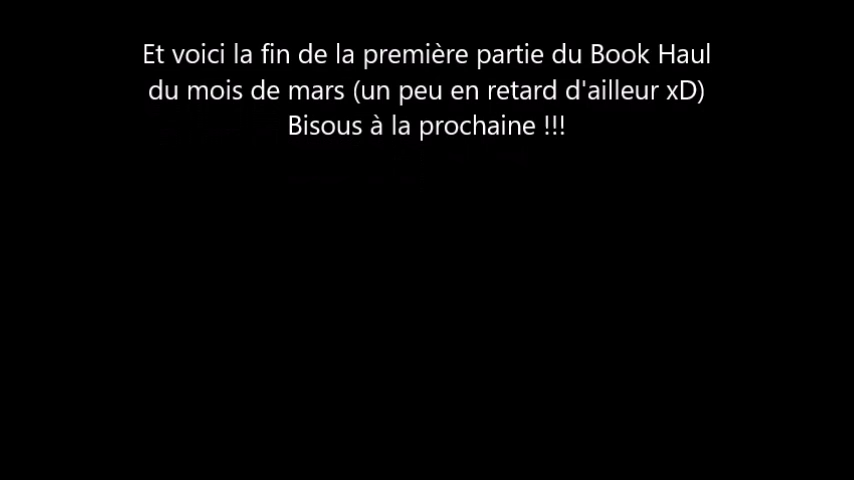 Et voici la fin de la première partie du Book Haul
du mois de mars (un peu en retard d'ailleur xD)
Bisous à la prochaine !!!